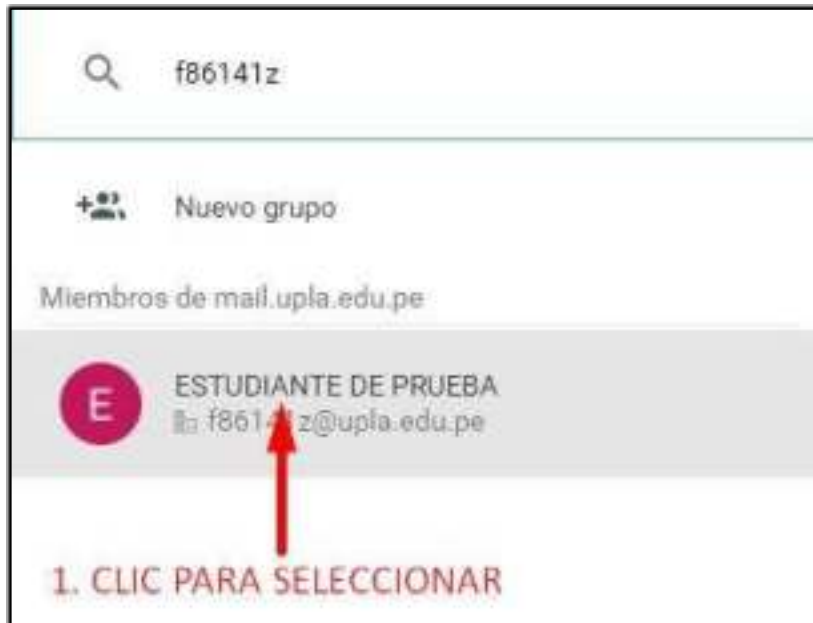 f86141z
Nuevo grupo
Miembros de mail.upla.edu.pe
E
ESTUDIANTE DE PRUEBA
f86141z@upla.edu.pe
1. CLIC PARA SELECCIONAR